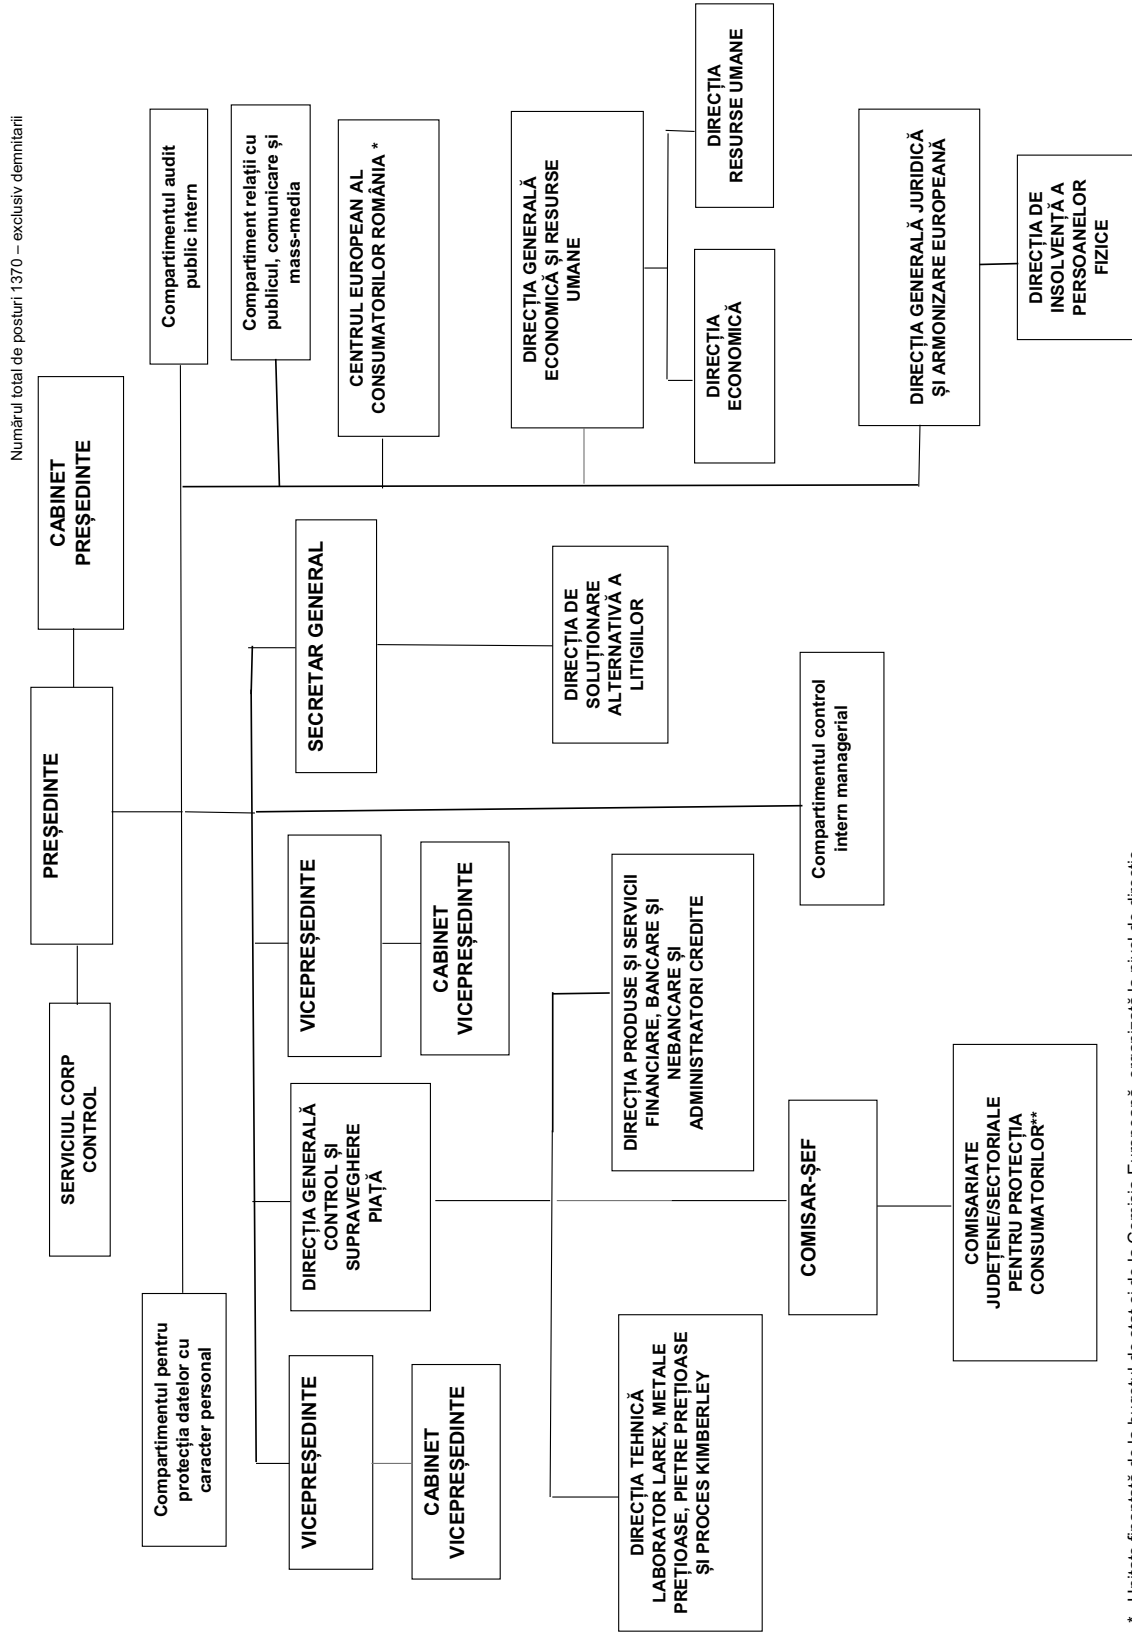 Numărul total de posturi 1370 – exclusiv demnitarii
SERVICIUL CORP
CONTROL
PREȘEDINTE
CABINET
PREȘEDINTE
Compartimentul pentru
protecția datelor cu
caracter personal
Compartimentul audit
public intern
Compartiment relații cu
publicul, comunicare și
mass-media
VICEPREȘEDINTE
CABINET
VICEPREȘEDINTE
DIRECȚIA GENERALĂ
CONTROL ȘI
SUPRAVEGHERE
PIAȚĂ
VICEPREȘEDINTE
CABINET
VICEPREȘEDINTE
SECRETAR GENERAL
CENTRUL EUROPEAN AL
CONSUMATORILOR ROMÂNIA *
DIRECȚIA GENERALĂ
ECONOMICĂ ȘI RESURSE
UMANE
DIRECȚIA DE
SOLUȚIONARE
ALTERNATIVĂ A
LITIGIILOR
DIRECȚIA TEHNICĂ
LABORATOR LAREX, METALE
PREȚIOASE, PIETRE PREȚIOASE
ȘI PROCES KIMBERLEY
DIRECȚIA PRODUSE ȘI SERVICII
FINANCIARE, BANCARE ȘI
NEBANCARE ȘI
ADMINISTRATORI CREDITE
DIRECȚIA
ECONOMICĂ
DIRECȚIA
RESURSE UMANE
COMISAR-ȘEF
Compartimentul control
intern managerial
DIRECȚIA GENERALĂ JURIDICĂ
ȘI ARMONIZARE EUROPEANĂ
COMISARIATE
JUDEȚENE/SECTORIALE
PENTRU PROTECȚIA
CONSUMATORILOR**
DIRECȚIA DE
INSOLVENȚĂ A
PERSOANELOR
FIZICE